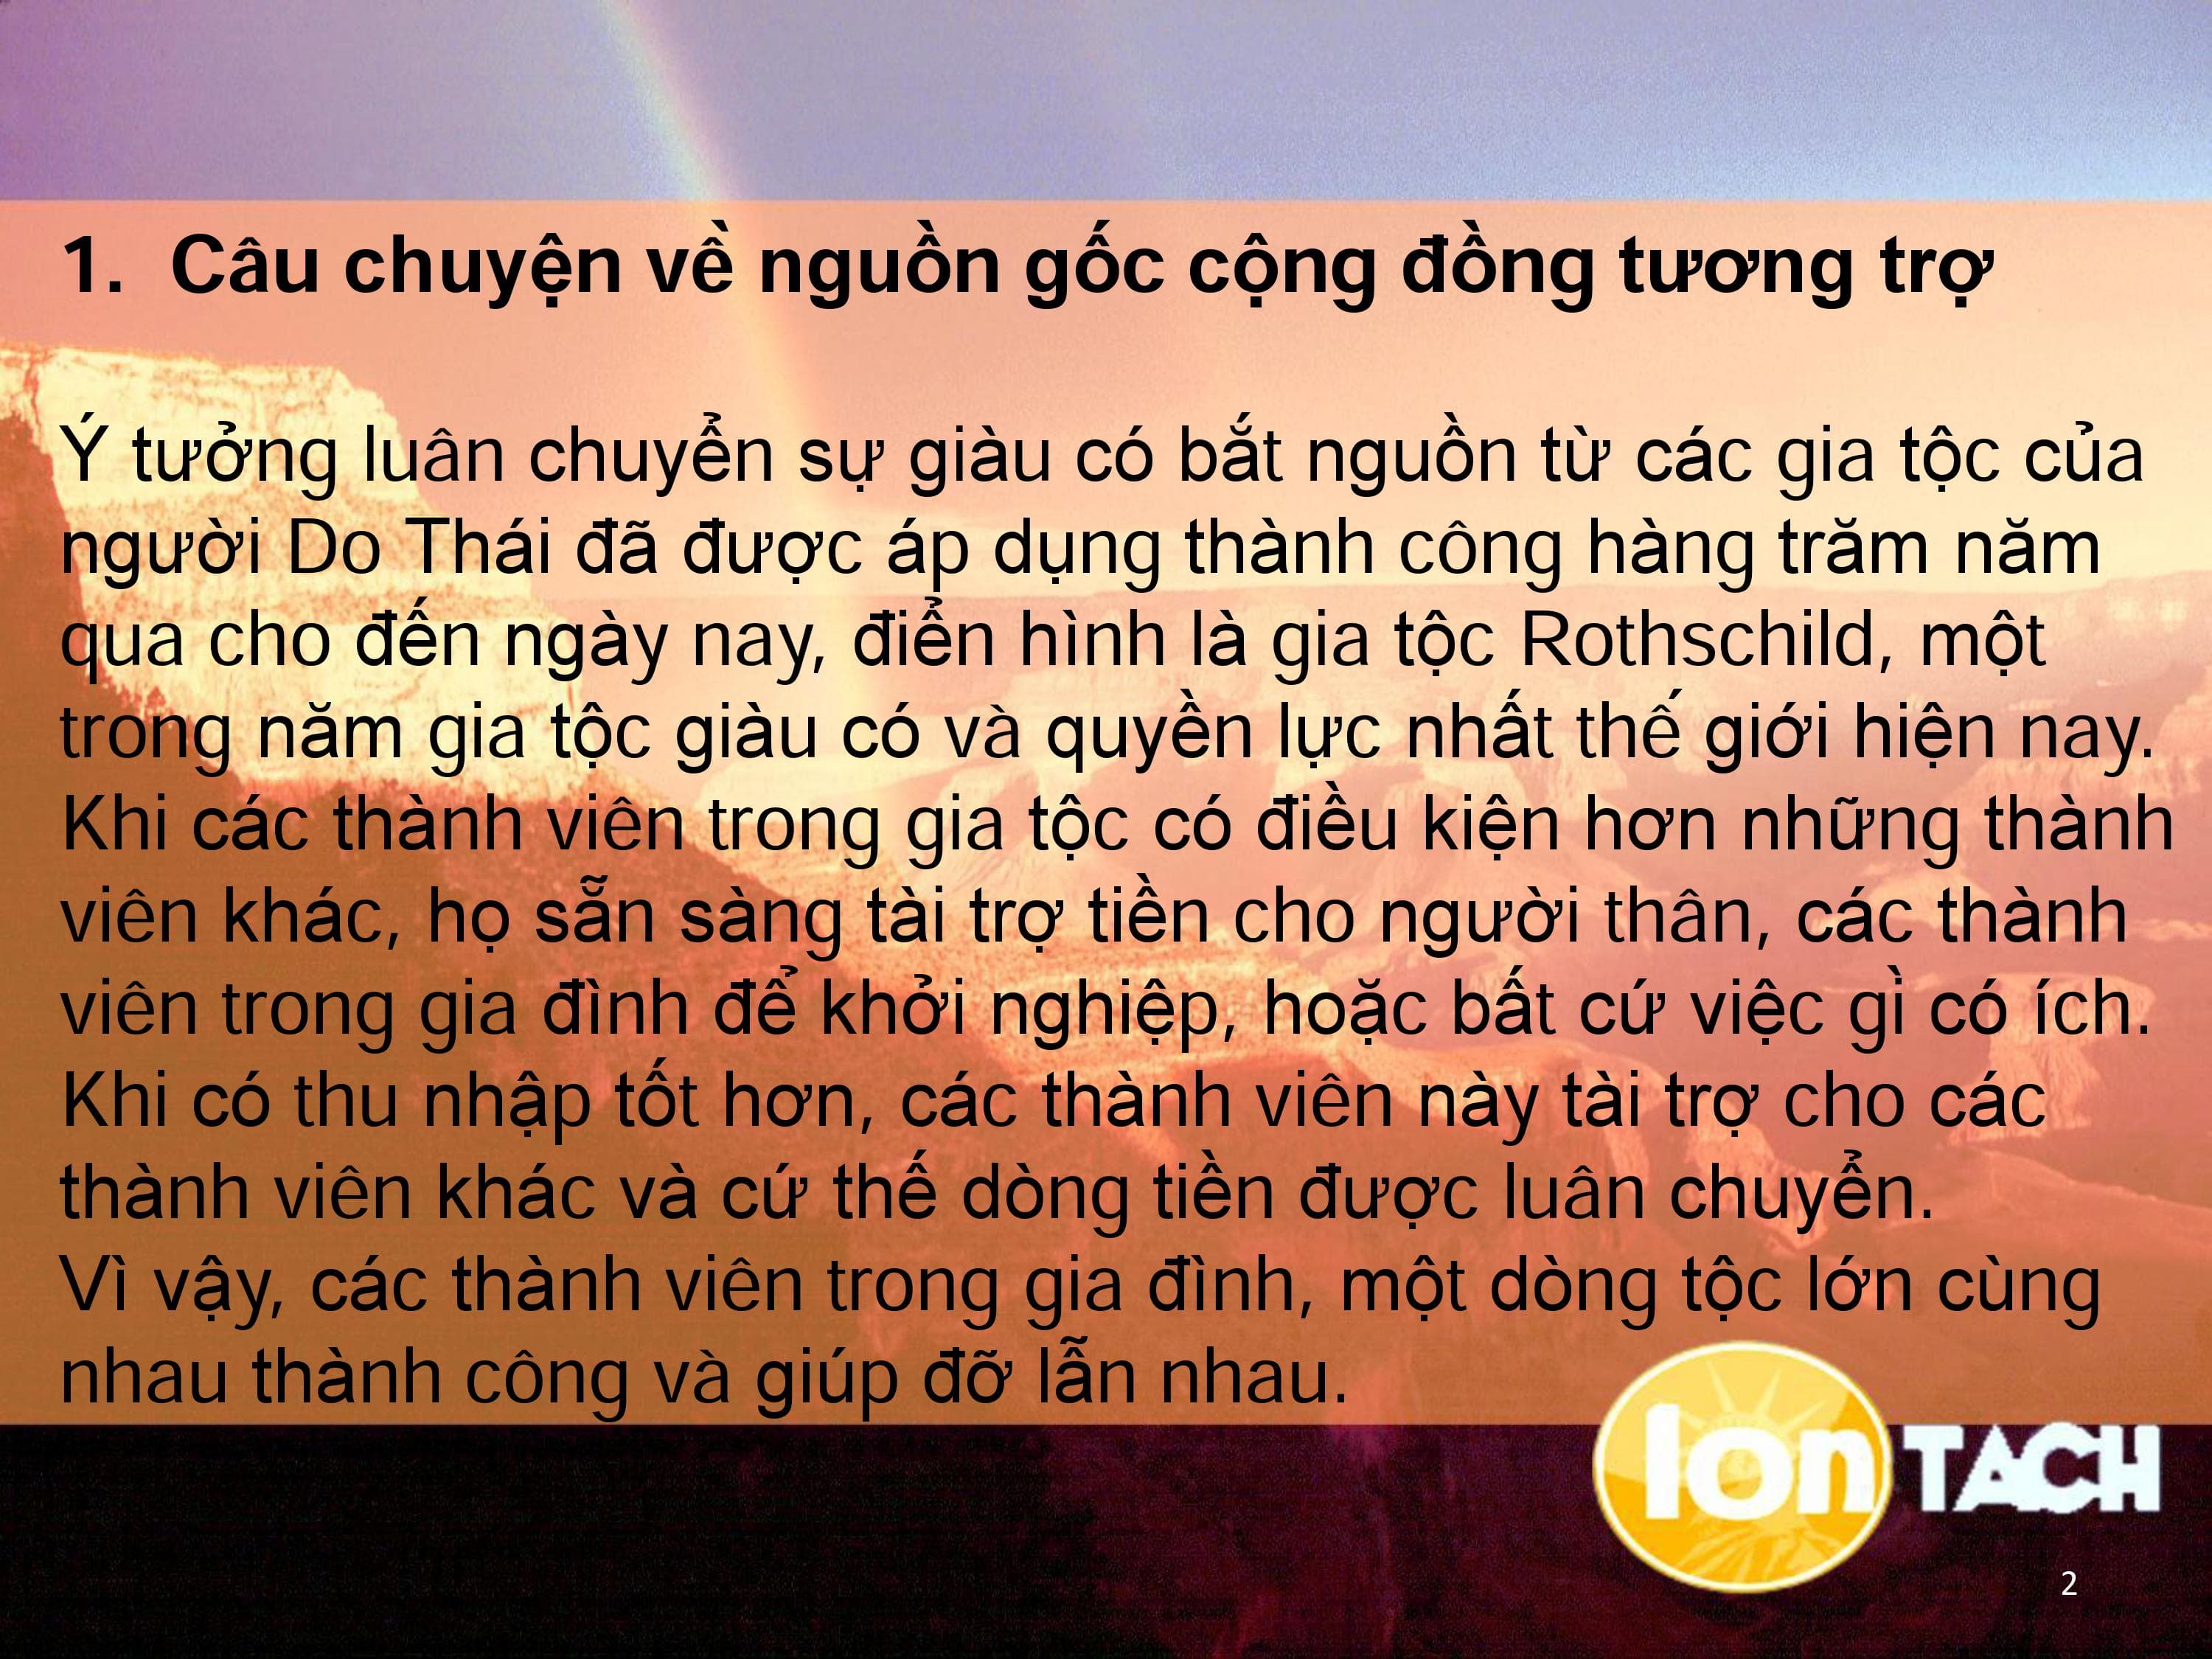 1. Câu chuyện về nguồn gốc cộng đồng tương trợ
Ý tưởng luân chuyển sự giàu có bắt nguồn từ các gia tộc của
người Do Thái đã được áp dụng thành công hàng trăm năm
qua cho đến ngày nay, điển hình là gia tộc Rothschild, một
trong năm gia tộc giàu có và quyền lực nhất thế giới hiện nay.
Khi các thành viên trong gia tộc có điều kiện hơn những thành
viên khác, họ sẵn sàng tài trợ tiền cho người thân, các thành
viên trong gia đình để khởi nghiệp, hoặc bất cứ việc gì có ích.
Khi có thu nhập tốt hơn, các thành viên này tài trợ cho các
thành viên khác và cứ thế dòng tiền được luân chuyển.
Vì vậy, các thành viên trong gia đình, một dòng tộc lớn cùng
nhau thành công và giúp đỡ lẫn nhau.
Ion TACH
2